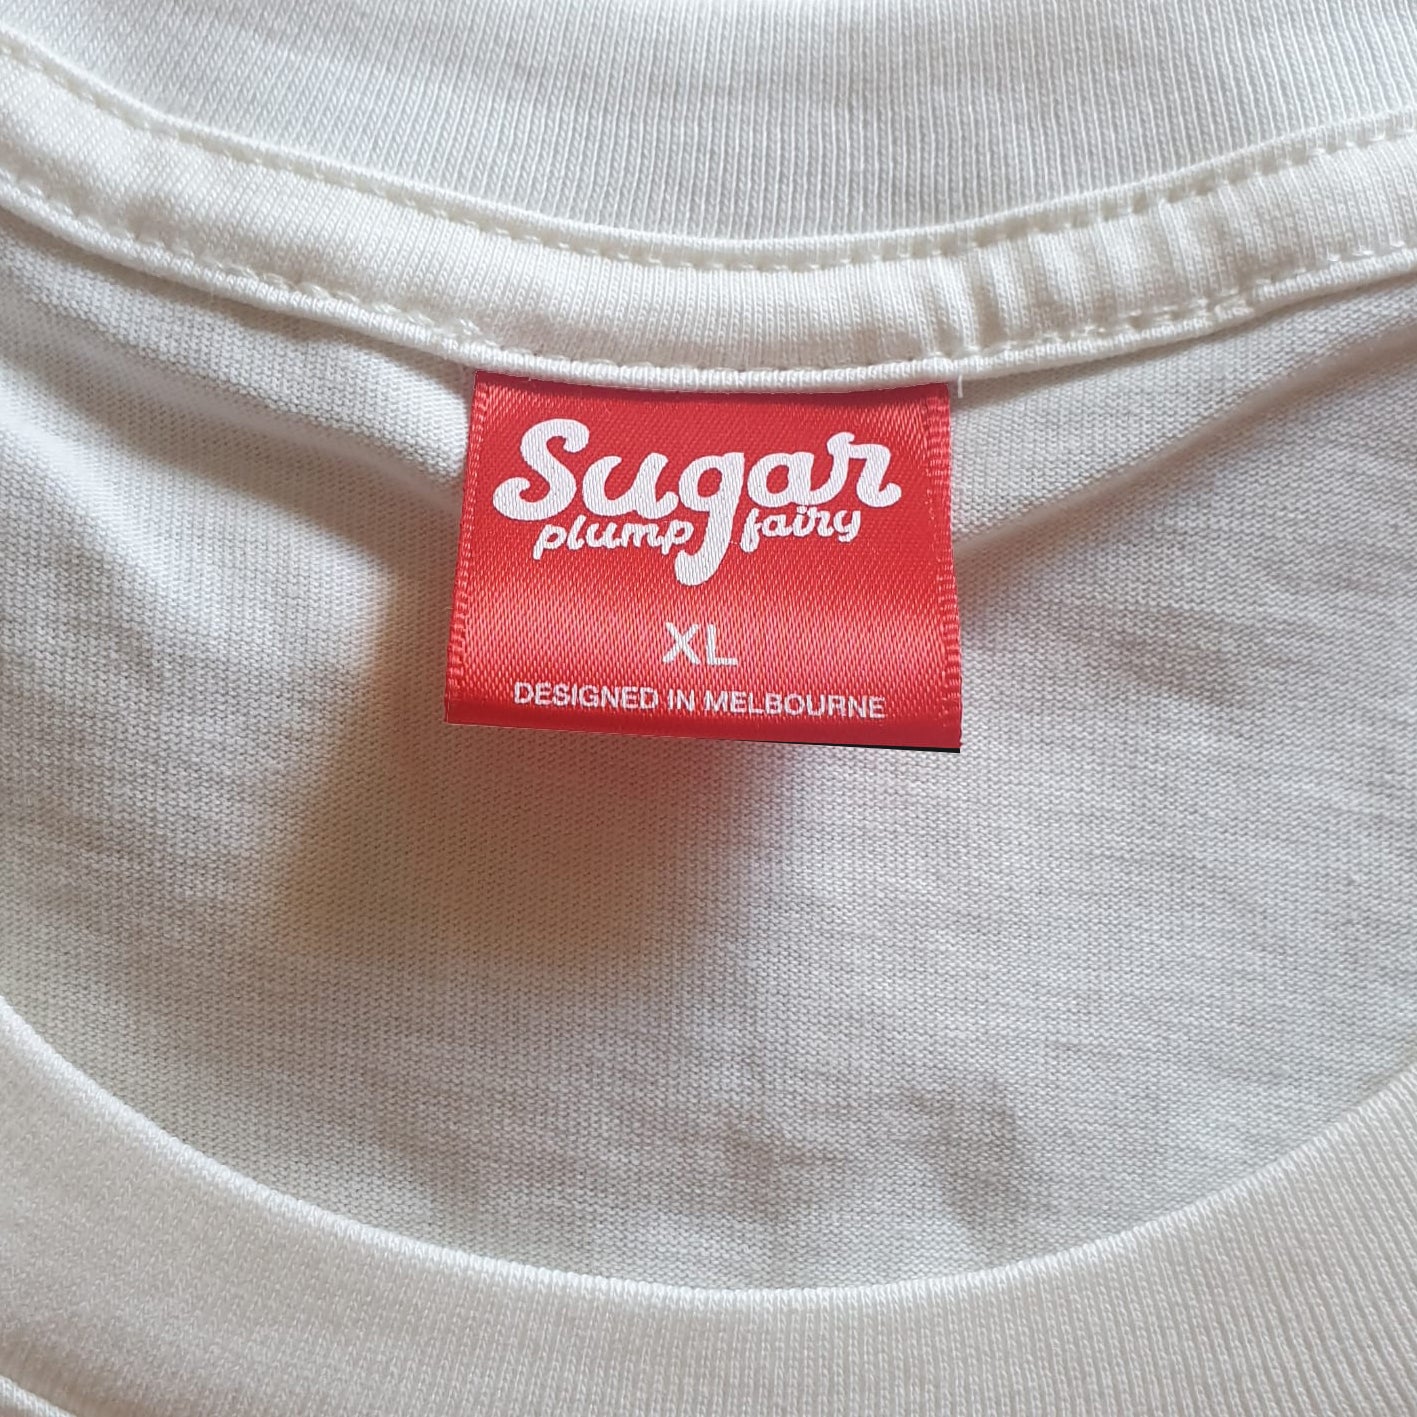 Sugar
plump fairy
XL
DESIGNED IN MELBOURNE